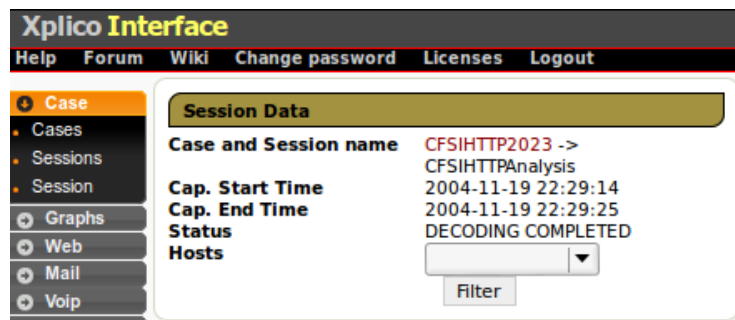 Xplico Interface
Help Forum Wiki Change password Licenses Logout
Case
Cases
Sessions
Session
Graphs
Web
Mail
Voip
Session Data
Case and Session name CFSIHTTP2023 ->
CFSIHTTPAnalysis
Cap. Start Time 2004-11-19 22:29:14
Cap. End Time 2004-11-19 22:29:25
Status DECODING COMPLETED
Hosts
Filter